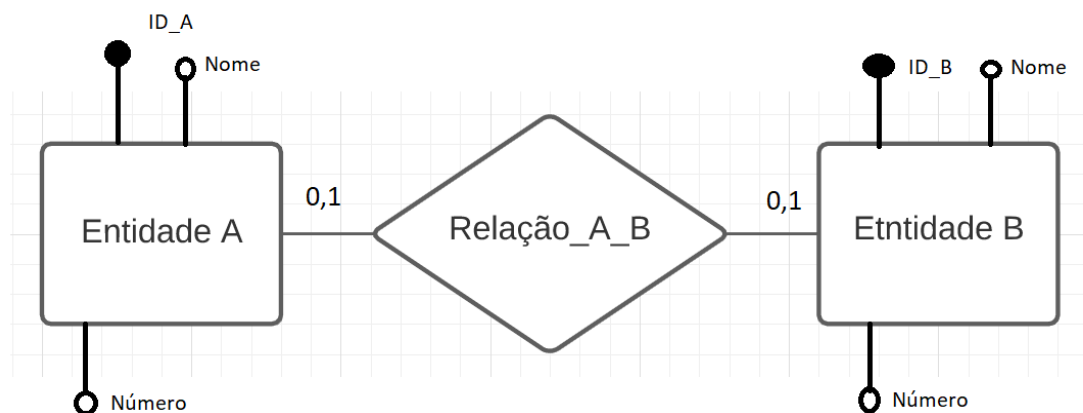 ID_A
Nome
ID_B
Nome
Entidade A
0,1
Relação_A_B
0,1
Etntidade B
Número
Número